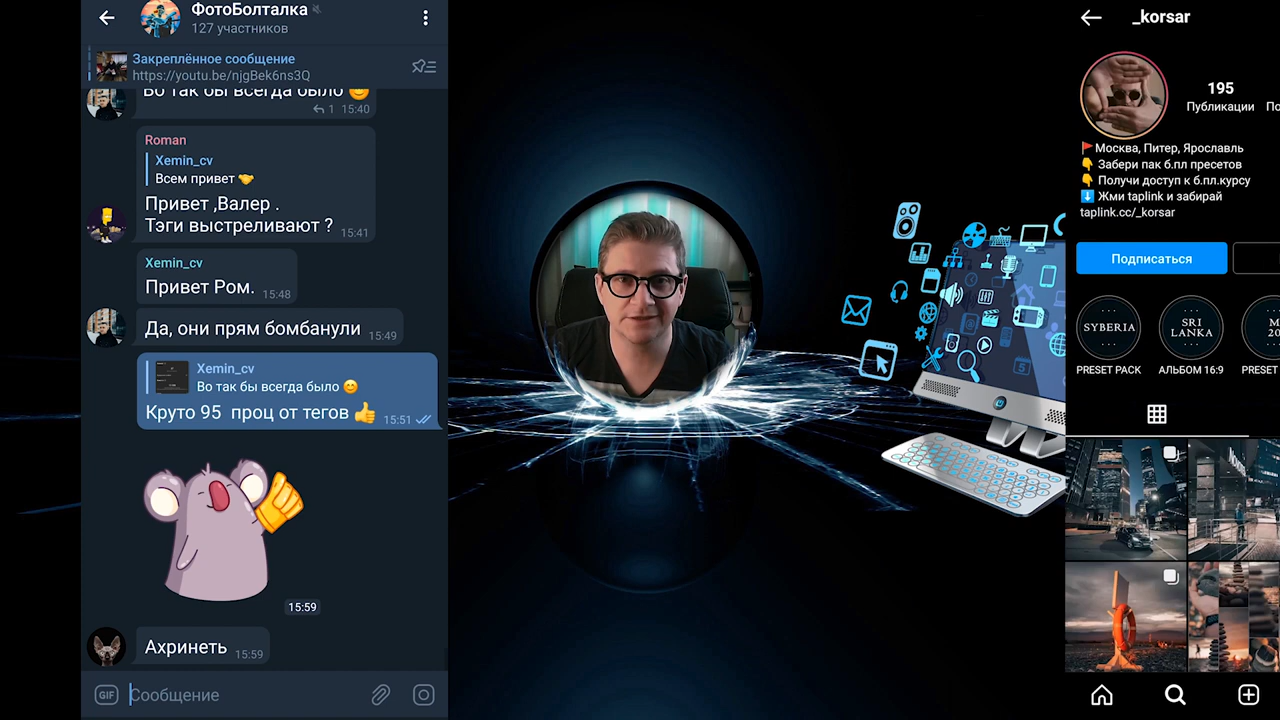 ФотоБолталка
127 участников
Закреплённое сообщение
https://youtu.be/njgBek6ns3Q
Во так бы всегда было 😊
1 15:40
Roman
Xemin_cv
Всем привет 🤝
Привет ,Валер .
Тэги выстреливают ? 15:41
Xemin_cv
Привет Ром. 15:48
Да, они прям бомбанули 15:49
Xemin_cv
Во так бы всегда было 😊
Круто 95 проц от тегов 👍 15:51
15:59
Ахринеть 15:59
GIF Сообщение
_korsar
195
Публикации По
🚩Москва, Питер, Ярославль
👇 Забери пак б.пл пресетов
👇 Получи доступ к б.пл.курсу
⬇️ Жми taplink и забирай
taplink.cc/_korsar
Подписаться
SYBERIA
SRI
LANKA
M
20
PRESET PACK
АЛЬБОМ 16:9
PRESET